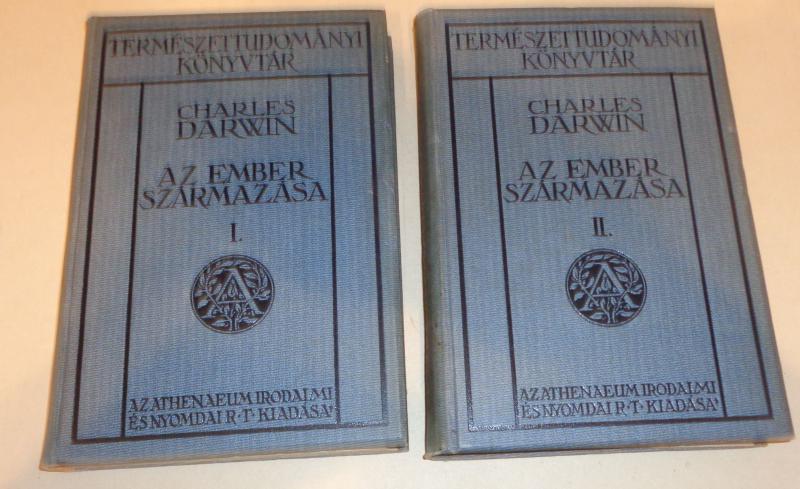 TERMÉSZETTUDOMÁNYI
KÖNYVTÁR
CHARLES
DARWIN
AZ EMBER
SZÁRMAZÁSA
I.
AZ ATHENAEUM IRODALMI
ÉS NYOMDAI R·T· KIADÁSA
TERMÉSZETTUDOMÁNYI
KÖNYVTÁR
CHARLES
DARWIN
AZ EMBER
SZÁRMAZÁSA
II.
AZ ATHENAEUM IRODALMI
ÉS NYOMDAI R·T· KIADÁSA